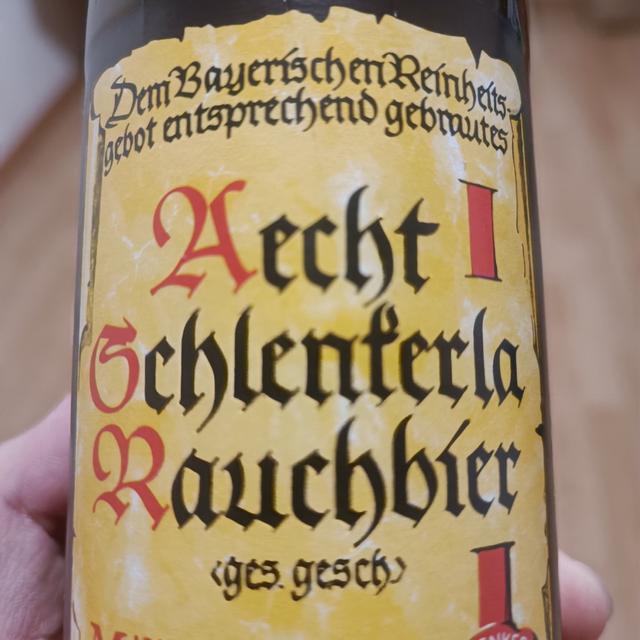 Dem Bayerischen Reinheits
gebot entsprechend gebrautes
Aecht
Schlenkerla
Rauchbier
‹ges. gesch›